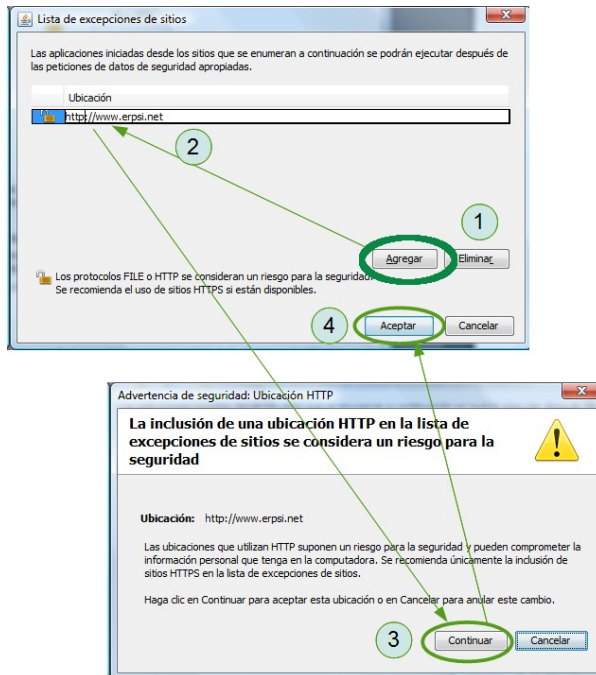 Lista de excepciones de sitios
Las aplicaciones iniciadas desde los sitios que se enumeran a continuación se podrán ejecutar después de
las peticiones de datos de seguridad apropiadas.
Ubicación
http://www.erpsi.net
2
1
Agregar
Eliminar
Los protocolos FILE o HTTP se consideran un riesgo para la seguridad.
Se recomienda el uso de sitios HTTPS si están disponibles.
4
Aceptar
Cancelar
Advertencia de seguridad: Ubicación HTTP
La inclusión de una ubicación HTTP en la lista de
excepciones de sitios se considera un riesgo para la
seguridad
Ubicación: http://www.erpsi.net
Las ubicaciones que utilizan HTTP suponen un riesgo para la seguridad y pueden comprometer la
información personal que tenga en la computadora. Se recomienda únicamente la inclusión de
sitios HTTPS en la lista de excepciones de sitios.
Haga clic en Continuar para aceptar esta ubicación o en Cancelar para anular este cambio.
3
Continuar
Cancelar